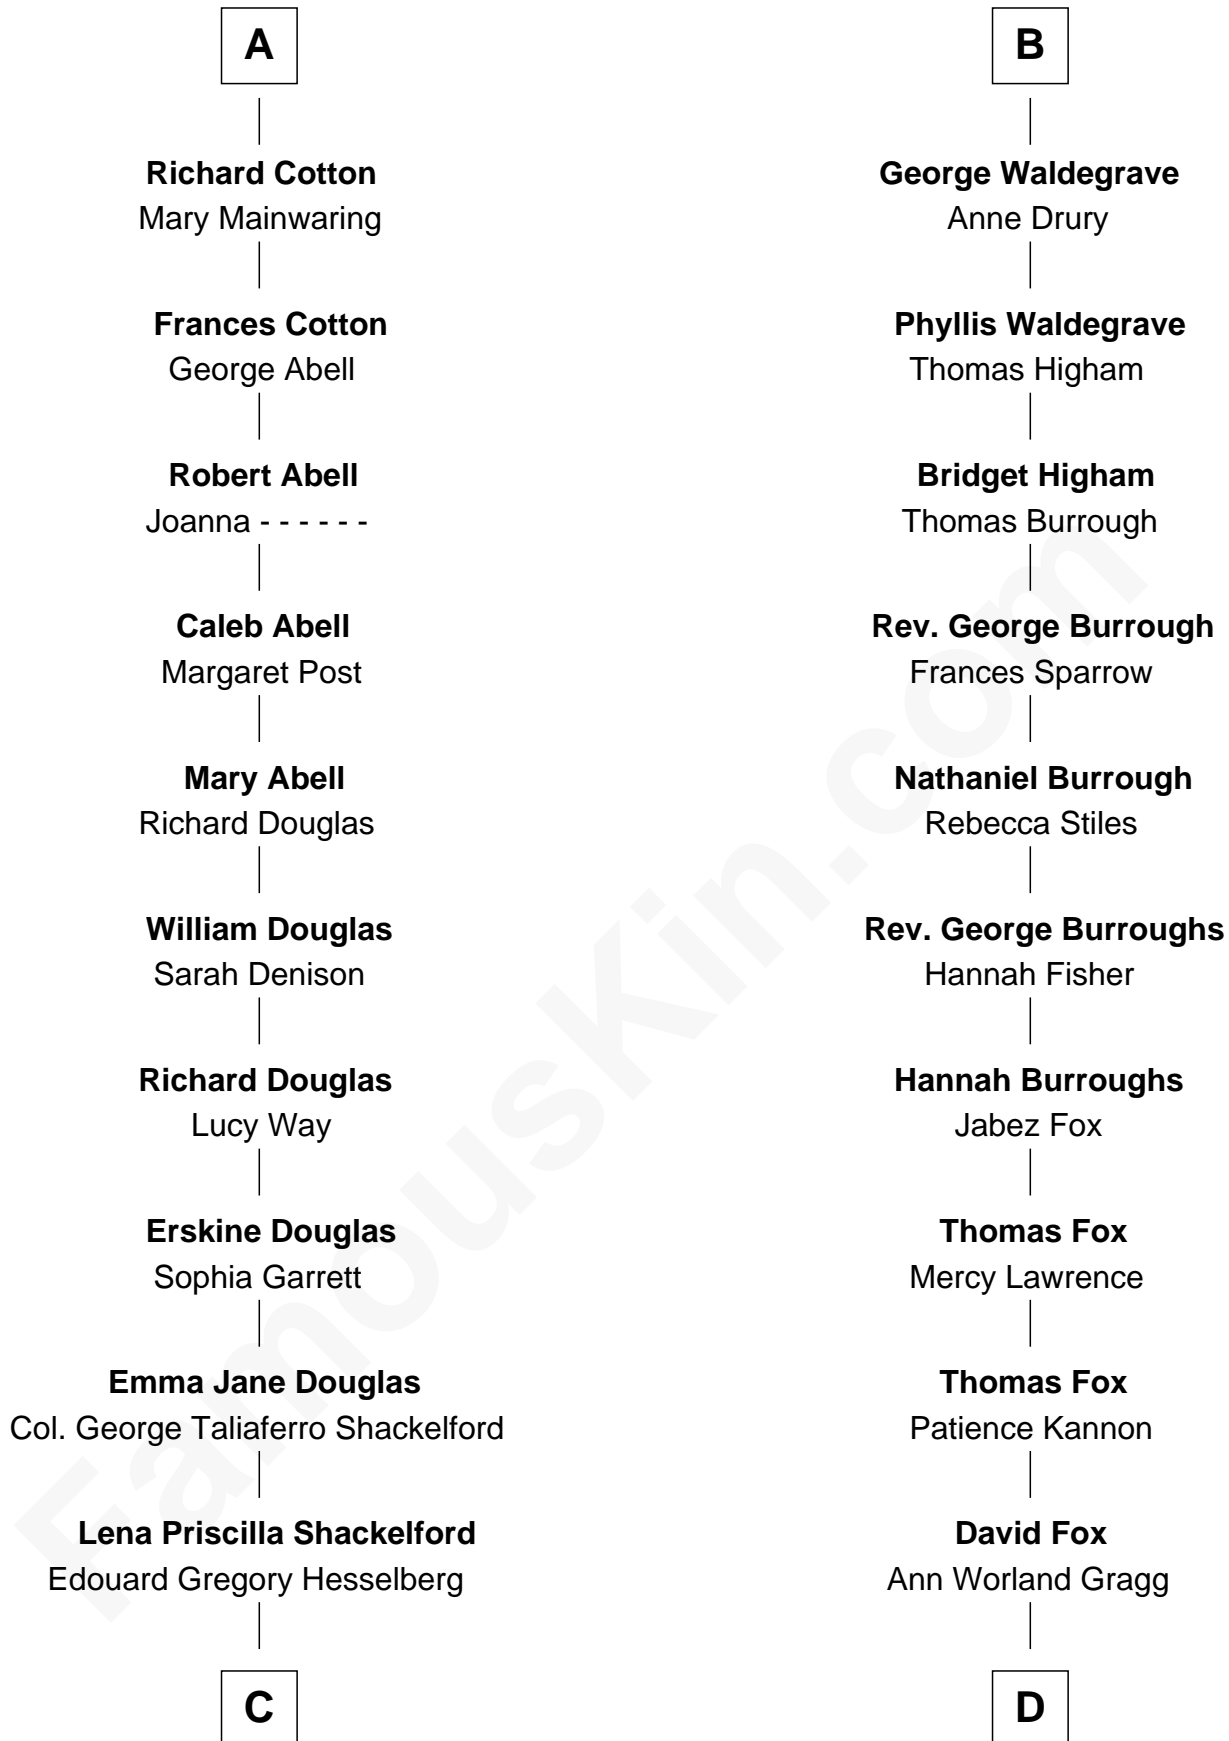 A
Richard Cotton
Mary Mainwaring
Frances Cotton
George Abell
Robert Abell
Joanna - - - - - -
Caleb Abell
Margaret Post
Mary Abell
Richard Douglas
William Douglas
Sarah Denison
Richard Douglas
Lucy Way
Erskine Douglas
Sophia Garrett
Emma Jane Douglas
Col. George Taliaferro Shackelford
Lena Priscilla Shackelford
Edouard Gregory Hesselberg
C
B
George Waldegrave
Anne Drury
Phyllis Waldegrave
Thomas Higham
Bridget Higham
Thomas Burrough
Rev. George Burrough
Frances Sparrow
Nathaniel Burrough
Rebecca Stiles
Rev. George Burroughs
Hannah Fisher
Hannah Burroughs
Jabez Fox
Thomas Fox
Mercy Lawrence
Thomas Fox
Patience Kannon
David Fox
Ann Worland Gragg
D
FamousKin.com